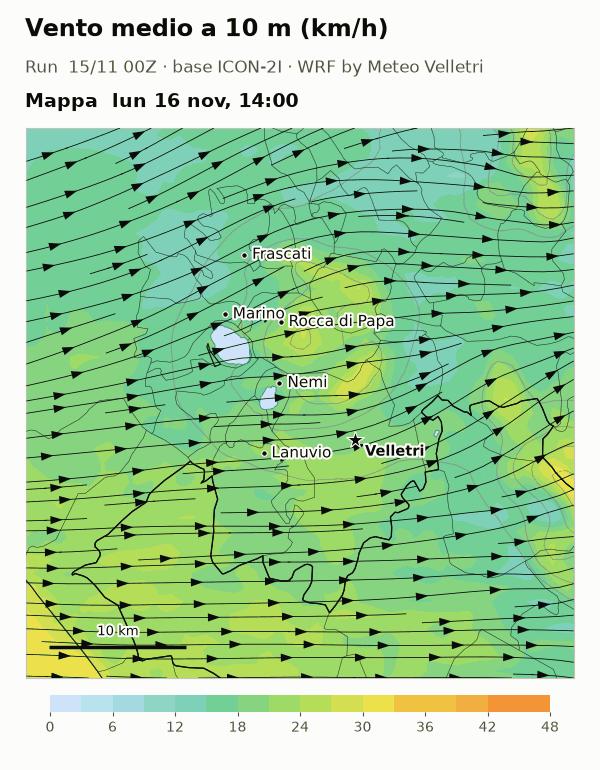 Vento medio a 10 m (km/h)
Run 15/11 00Z · base ICON-2I · WRF by Meteo Velletri
Mappa lun 16 nov, 14:00
Frascati
Marino
Rocca di Papa
Nemi
Velletri
Lanuvio
10 km
0 6 12 18 24 30 36 42 48